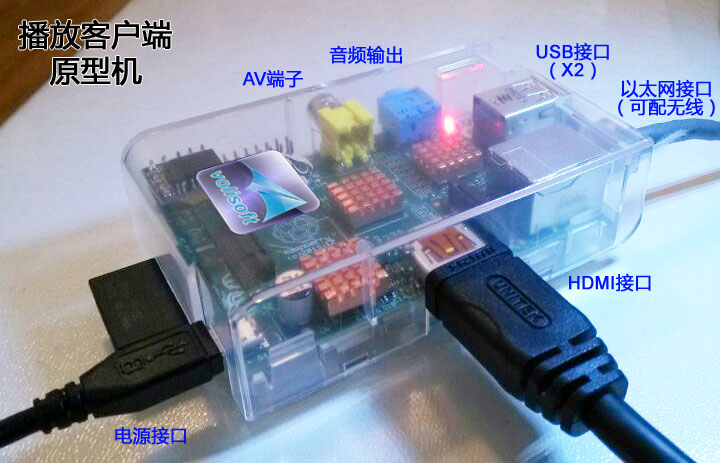 播放客户端
原型机
AV端子
音频输出
USB接口
（X2）
以太网接口
（可配无线）
volisoft
HDMI接口
UNITEK
电源接口